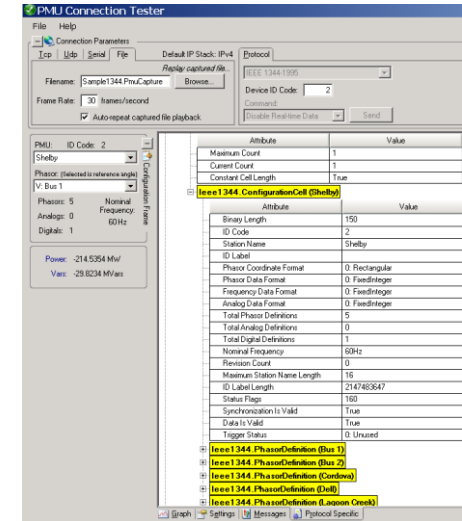 PMU Connection Tester
File Help
Connection Parameters
Tcp Udp Serial File Default IP Stack: IPv4
Replay captured file...
Filename: Sample1344.PmuCapture Browse...
Frame Rate: 30 frames/second
Auto-repeat captured file playback.
Protocol
IEEE 1344-1995
Device ID Code: 2
Command:
Disable Real-time Data Send
PMU: ID Code: 2
Shelby
Phasor: (Selected is reference angle)
V: Bus 1
Phasors: 5 Nominal
Analogs: 0 Frequency:
Digitals: 1 60 Hz
Power: -214.5354 MW
Vars: -29.8234 MVars
Configuration Frame
Attribute Value
Maximum Count 1
Current Count 1
Constant Cell Length True
Ieee1344.ConfigurationCell (Shelby)
Attribute Value
Binary Length 150
ID Code 2
Station Name Shelby
ID Label
Phasor Coordinate Format 0: Rectangular
Phasor Data Format 0: FixedInteger
Frequency Data Format 0: FixedInteger
Analog Data Format 0: FixedInteger
Total Phasor Definitions 5
Total Analog Definitions 0
Total Digital Definitions 1
Nominal Frequency 60Hz
Revision Count 0
Maximum Station Name Length 16
ID Label Length 2147483647
Status Flags 160
Synchronization Is Valid True
Data Is Valid True
Trigger Status 0: Unused
Ieee1344.PhasorDefinition (Bus 1)
Ieee1344.PhasorDefinition (Bus 2)
Ieee1344.PhasorDefinition (Cordova)
Ieee1344.PhasorDefinition (Dell)
Ieee1344.PhasorDefinition (Lagoon Creek)
Graph Settings Messages Protocol Specific